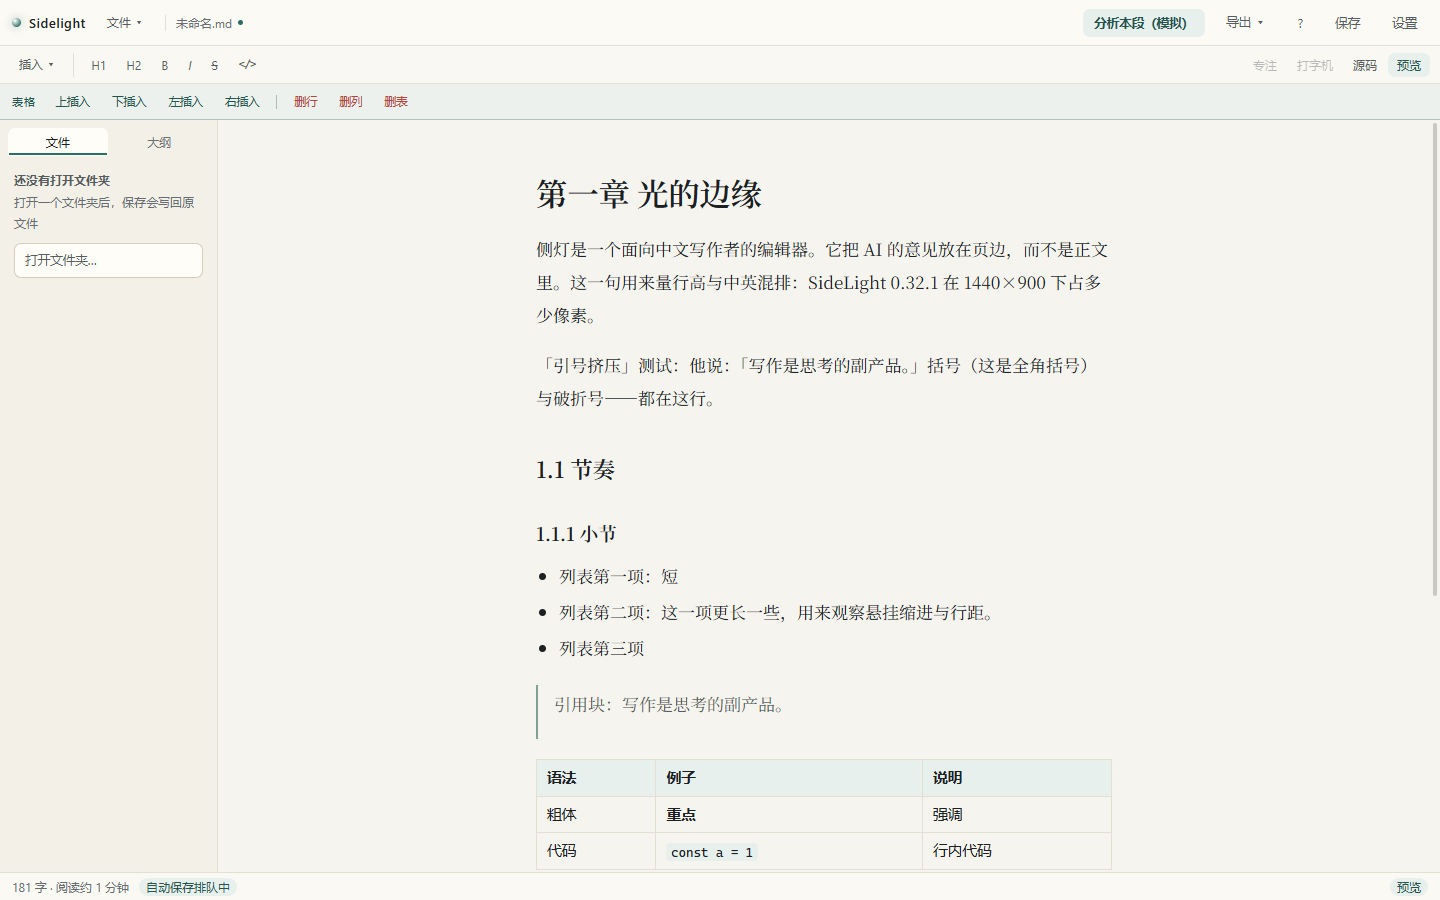 Sidelight 文件 未命名.md 分析本段（模拟） 导出 ? 保存 设置
插入 H1 H2 B I S </> 专注 打字机 源码 预览
表格 上插入 下插入 左插入 右插入 删行 删列 删表
文件 大纲
还没有打开文件夹
打开一个文件夹后，保存会写回原
文件
打开文件夹...
第一章 光的边缘
侧灯是一个面向中文写作者的编辑器。它把 AI 的意见放在页边，而不是正文
里。这一句用来量行高与中英混排：SideLight 0.32.1 在 1440×900 下占多
少像素。
「引号挤压」测试：他说：「写作是思考的副产品。」括号（这是全角括号）
与破折号——都在这行。
1.1 节奏
1.1.1 小节
列表第一项：短
列表第二项：这一项更长一些，用来观察悬挂缩进与行距。
列表第三项
引用块：写作是思考的副产品。
语法 例子 说明
粗体 重点 强调
代码 const a = 1 行内代码
181 字 · 阅读约 1 分钟 自动保存排队中 预览